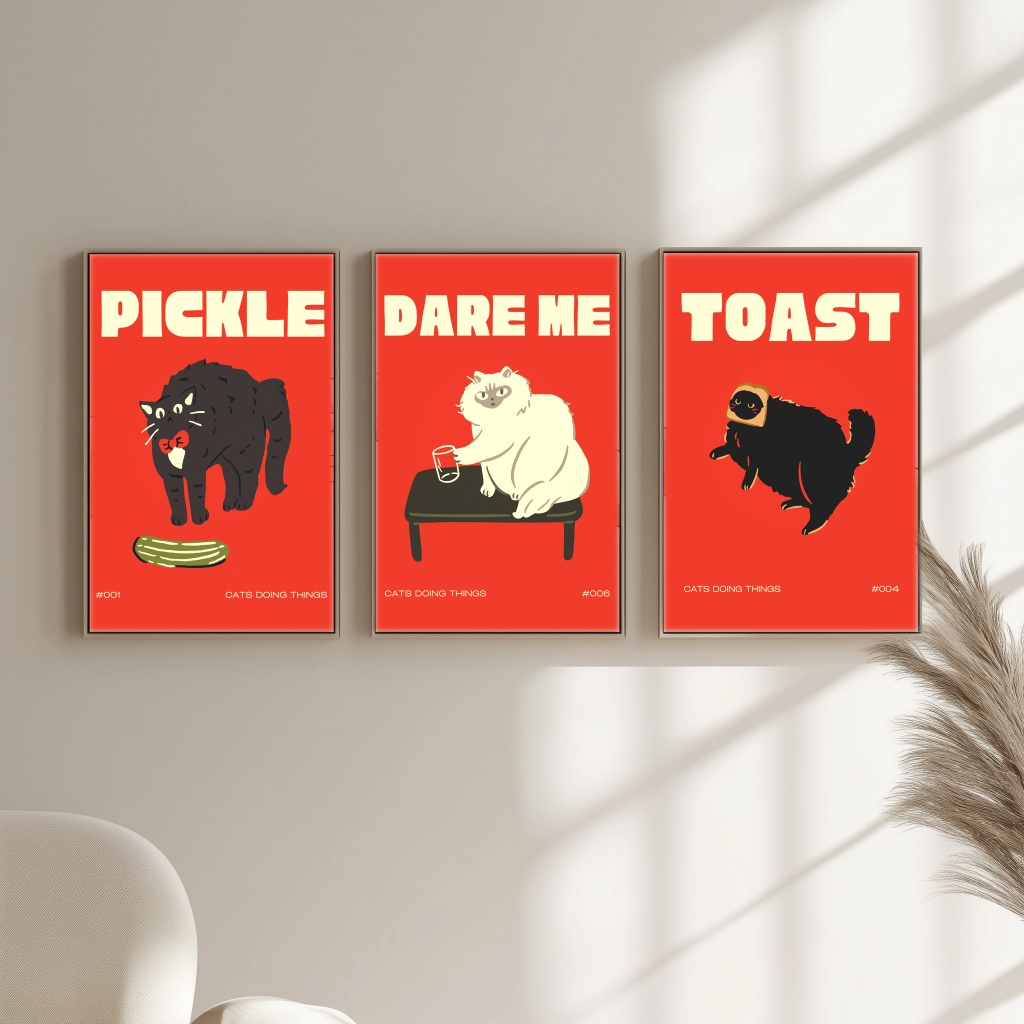 PICKLE
#001 CATS DOING THINGS
DARE ME
CATS DOING THINGS #006
TOAST
CATS DOING THINGS #004